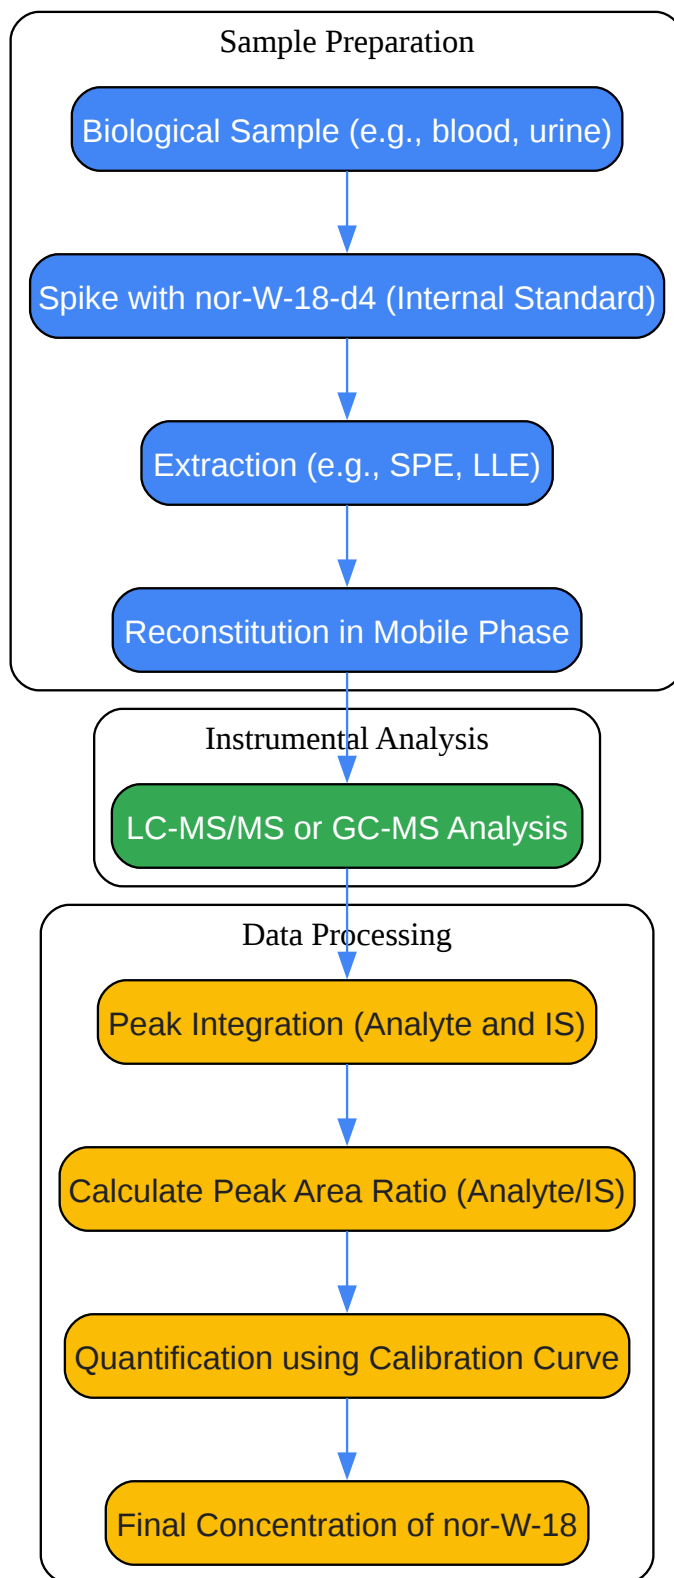 Sample Preparation
Biological Sample (e.g., blood, urine)
Spike with nor-W-18-d4 (Internal Standard)
Extraction (e.g., SPE, LLE)
Reconstitution in Mobile Phase
Instrumental Analysis
LC-MS/MS or GC-MS Analysis
Data Processing
Peak Integration (Analyte and IS)
Calculate Peak Area Ratio (Analyte/IS)
Quantification using Calibration Curve
Final Concentration of nor-W-18